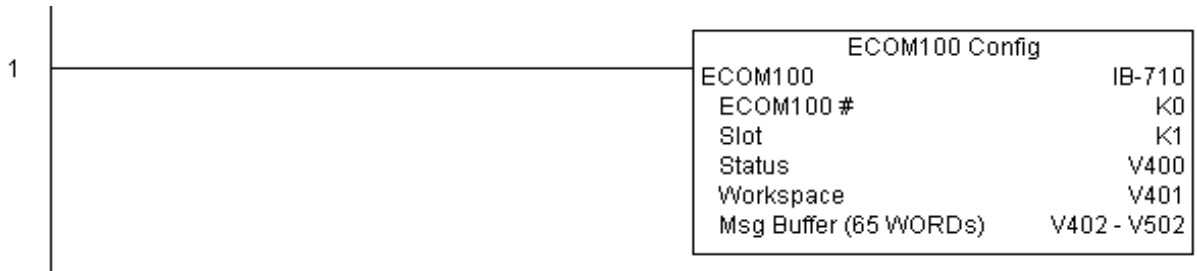 ECOM100 Config
1
ECOM100 IB-710
ECOM100 # K0
Slot K1
Status V400
Workspace V401
Msg Buffer (65 WORDs) V402 - V502